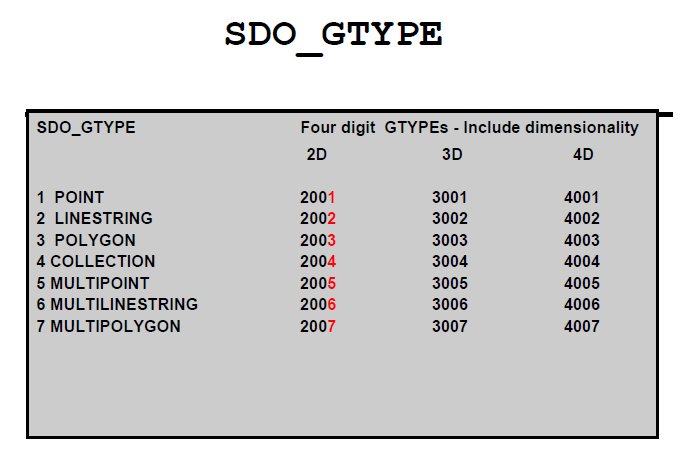 SDO_GTYPE
SDO_GTYPE Four digit GTYPEs - Include dimensionality
2D 3D 4D
1 POINT 2001 3001 4001
2 LINESTRING 2002 3002 4002
3 POLYGON 2003 3003 4003
4 COLLECTION 2004 3004 4004
5 MULTIPOINT 2005 3005 4005
6 MULTILINESTRING 2006 3006 4006
7 MULTIPOLYGON 2007 3007 4007